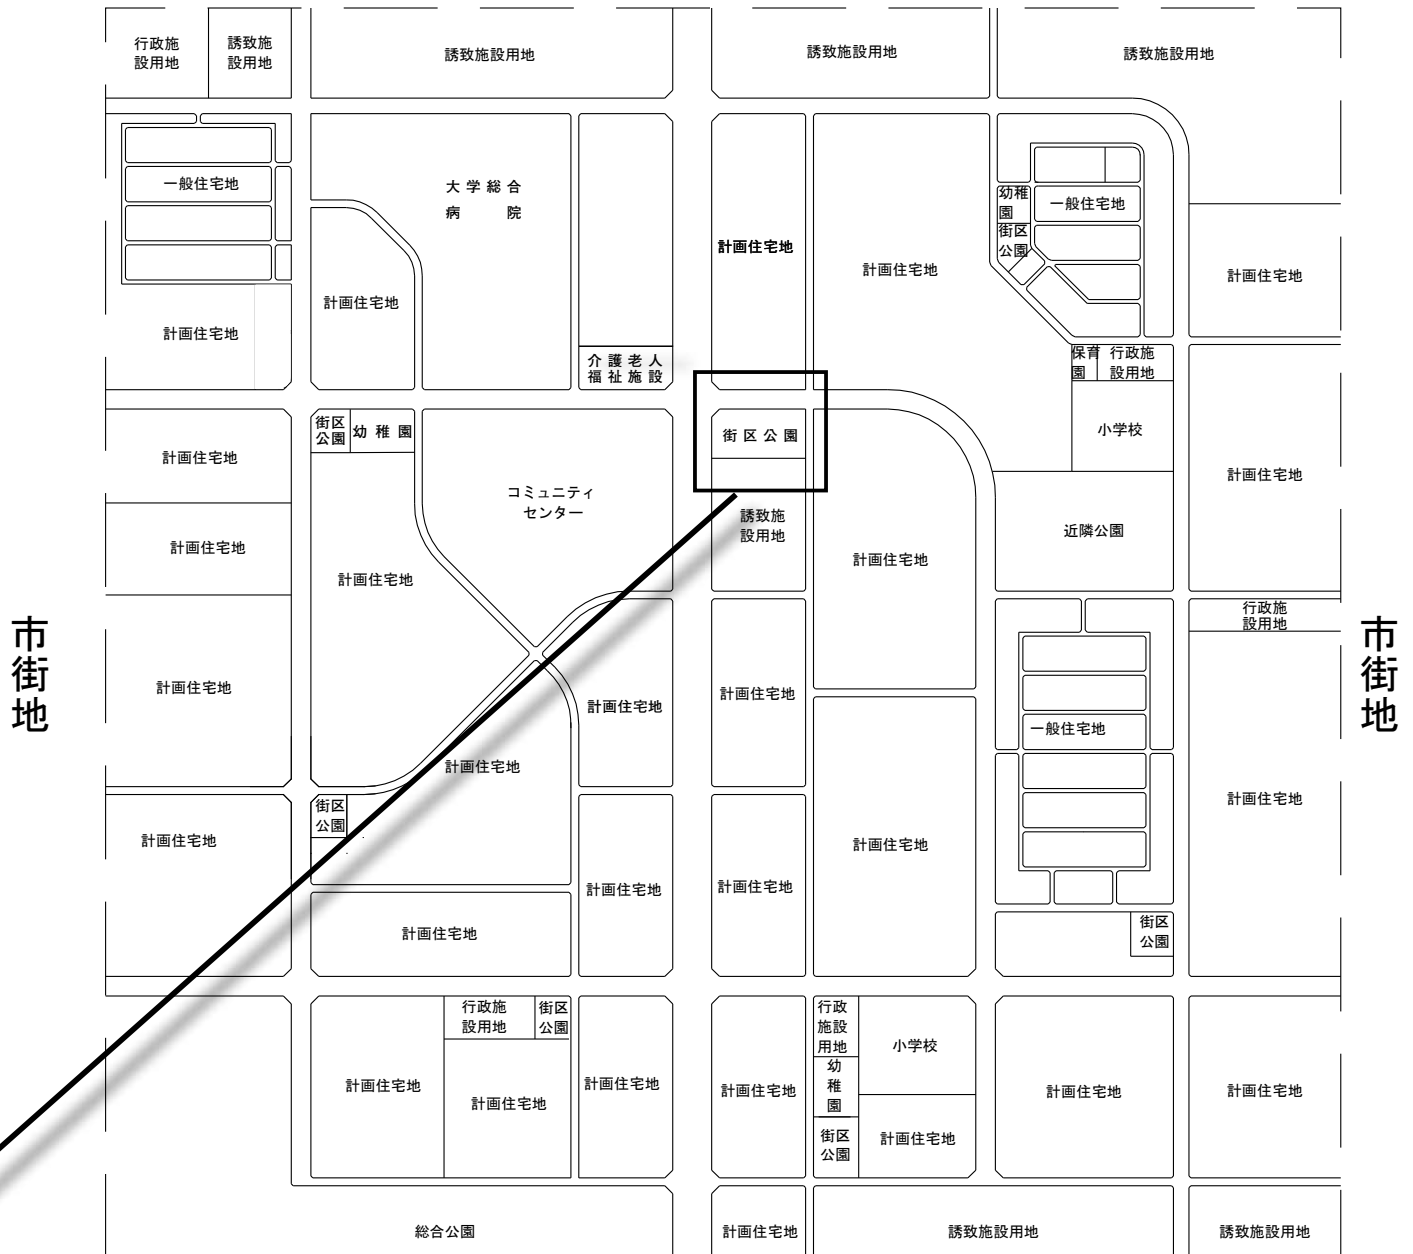 行政施
設用地
誘致施
設用地
誘致施設用地
誘致施設用地
誘致施設用地
一般住宅地
大学総合
病院
計画住宅地
計画住宅地
幼稚
園
街区
公園
一般住宅地
計画住宅地
計画住宅地
計画住宅地
介護老人
福祉施設
保育
園
行政施
設用地
小学校
計画住宅地
街区
公園
幼稚園
街区公園
計画住宅地
コミュニティ
センター
誘致施
設用地
近隣公園
計画住宅地
計画住宅地
計画住宅地
計画住宅地
行政施
設用地
市街地
市街地
計画住宅地
計画住宅地
計画住宅地
一般住宅地
計画住宅地
計画住宅地
街区
公園
計画住宅地
計画住宅地
計画住宅地
計画住宅地
計画住宅地
街区
公園
行政施
設用地
街区
公園
行政
施設
用地
小学校
計画住宅地
計画住宅地
計画住宅地
計画住宅地
幼
稚
園
計画住宅地
計画住宅地
街区
公園
計画住宅地
総合公園
計画住宅地
誘致施設用地
誘致施設用地